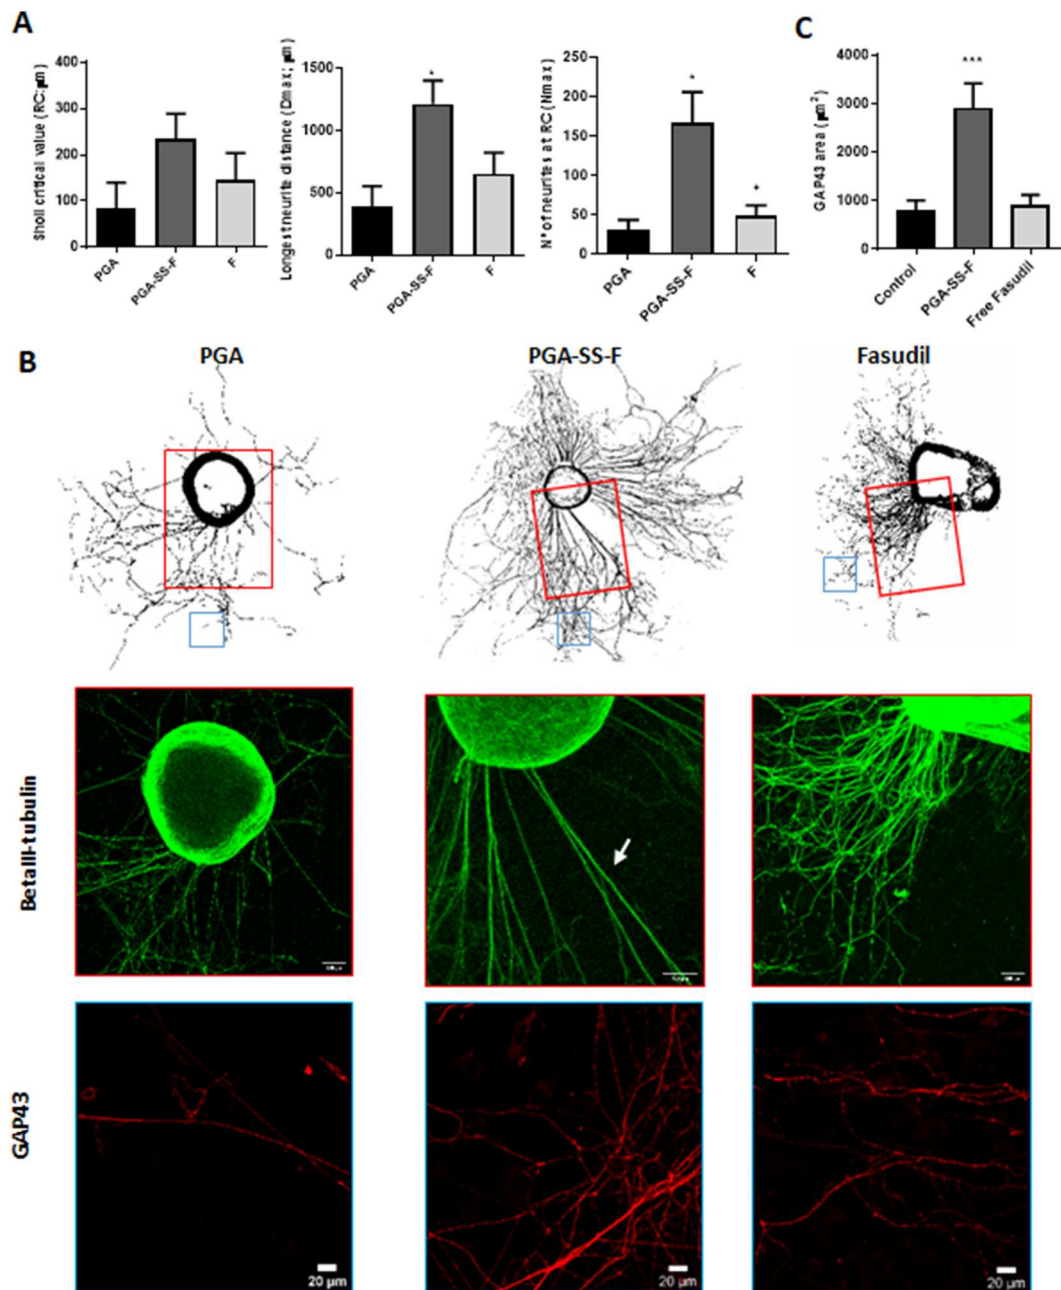 A
Sholl critical value (RC:μm)
400
300
200
100
0
PGA
PGA-SS-F
F
Longest neurite distance (Dmax; μm)
1500
1000
500
0
*
PGA
PGA-SS-F
F
N° of neurites at RC (Nmax)
250
200
150
100
50
0
*
*
PGA
PGA-SS-F
F
C
GAP43 area (μm²)
4000
3000
2000
1000
0
***
Control
PGA-SS-F
Free Fasudil
B
PGA
PGA-SS-F
Fasudil
BetaIII-tubulin
GAP43
20 μm
20 μm
20 μm